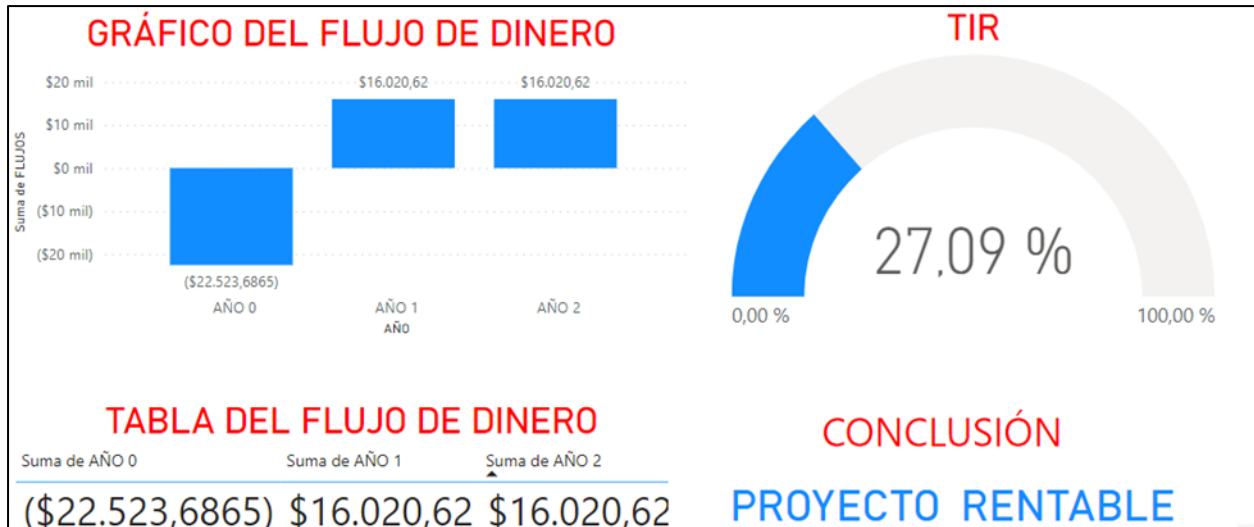 GRÁFICO DEL FLUJO DE DINERO
$20 mil
$10 mil
$0 mil
($10 mil)
($20 mil)
Suma de FLUJOS
$16.020,62
$16.020,62
($22.523,6865)
AÑO 0
AÑO 1
AÑO 2
AÑO
TIR
27,09 %
0,00 %
100,00 %
TABLA DEL FLUJO DE DINERO
Suma de AÑO 0 Suma de AÑO 1 Suma de AÑO 2
($22.523,6865) $16.020,62 $16.020,62
CONCLUSIÓN
PROYECTO RENTABLE